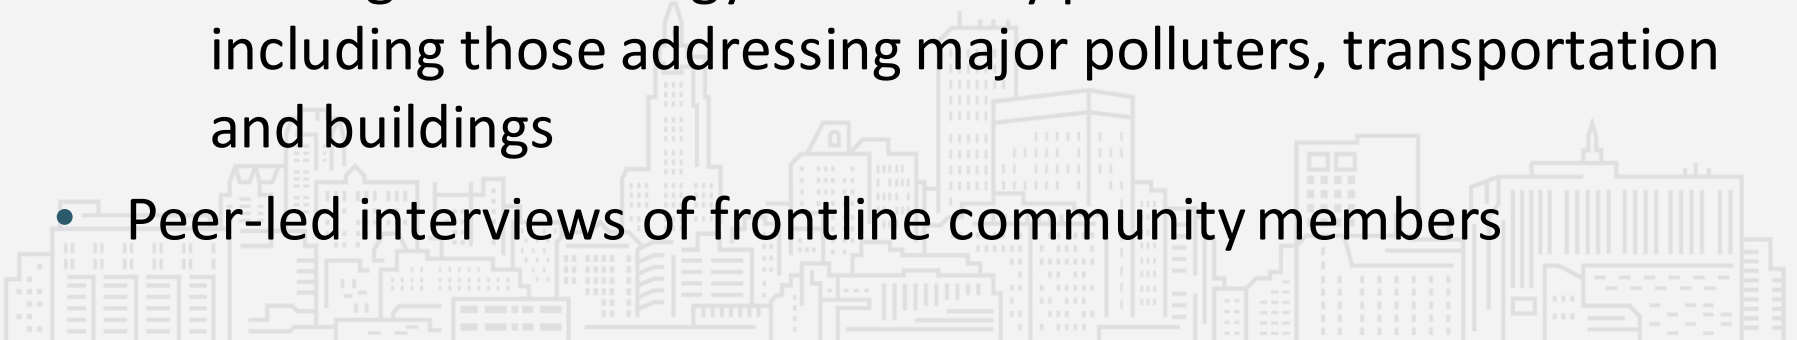 including those addressing major polluters, transportation
and buildings
• Peer-led interviews of frontline community members